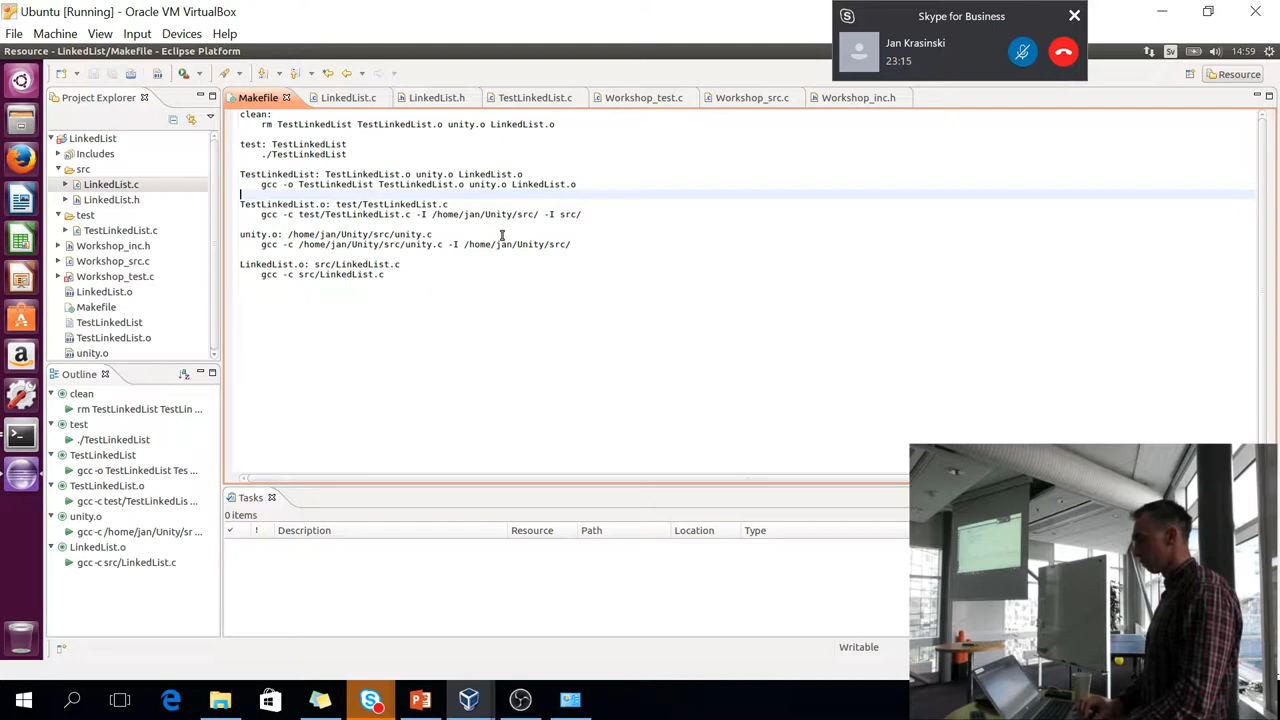 Ubuntu [Running] - Oracle VM VirtualBox
File Machine View Input Devices Help
Skype for Business
Jan Krasinski
23:15
Resource - LinkedList/Makefile - Eclipse Platform
Sv
14:59
Resource
Project Explorer
Makefile
LinkedList.c
LinkedList.h
TestLinkedList.c
Workshop_test.c
Workshop_src.c
Workshop_inc.h
LinkedList
Includes
src
LinkedList.c
LinkedList.h
test
TestLinkedList.c
Workshop_inc.h
Workshop_src.c
Workshop_test.c
LinkedList.o
Makefile
TestLinkedList
TestLinkedList.o
unity.o
clean:
rm TestLinkedList TestLinkedList.o unity.o LinkedList.o
test: TestLinkedList
./TestLinkedList
TestLinkedList: TestLinkedList.o unity.o LinkedList.o
gcc -o TestLinkedList TestLinkedList.o unity.o LinkedList.o
TestLinkedList.o: test/TestLinkedList.c
gcc -c test/TestLinkedList.c -I /home/jan/Unity/src/ -I src/
unity.o: /home/jan/Unity/src/unity.c
gcc -c /home/jan/Unity/src/unity.c -I /home/jan/Unity/src/
LinkedList.o: src/LinkedList.c
gcc -c src/LinkedList.c
Outline
clean
rm TestLinkedList TestLin ...
test
./TestLinkedList
TestLinkedList
gcc -o TestLinkedList Tes ...
TestLinkedList.o
gcc -c test/TestLinkedLis ...
unity.o
gcc -c /home/jan/Unity/sr ...
LinkedList.o
gcc -c src/LinkedList.c
Tasks
0 items
! Description Resource Path Location Type
Writable